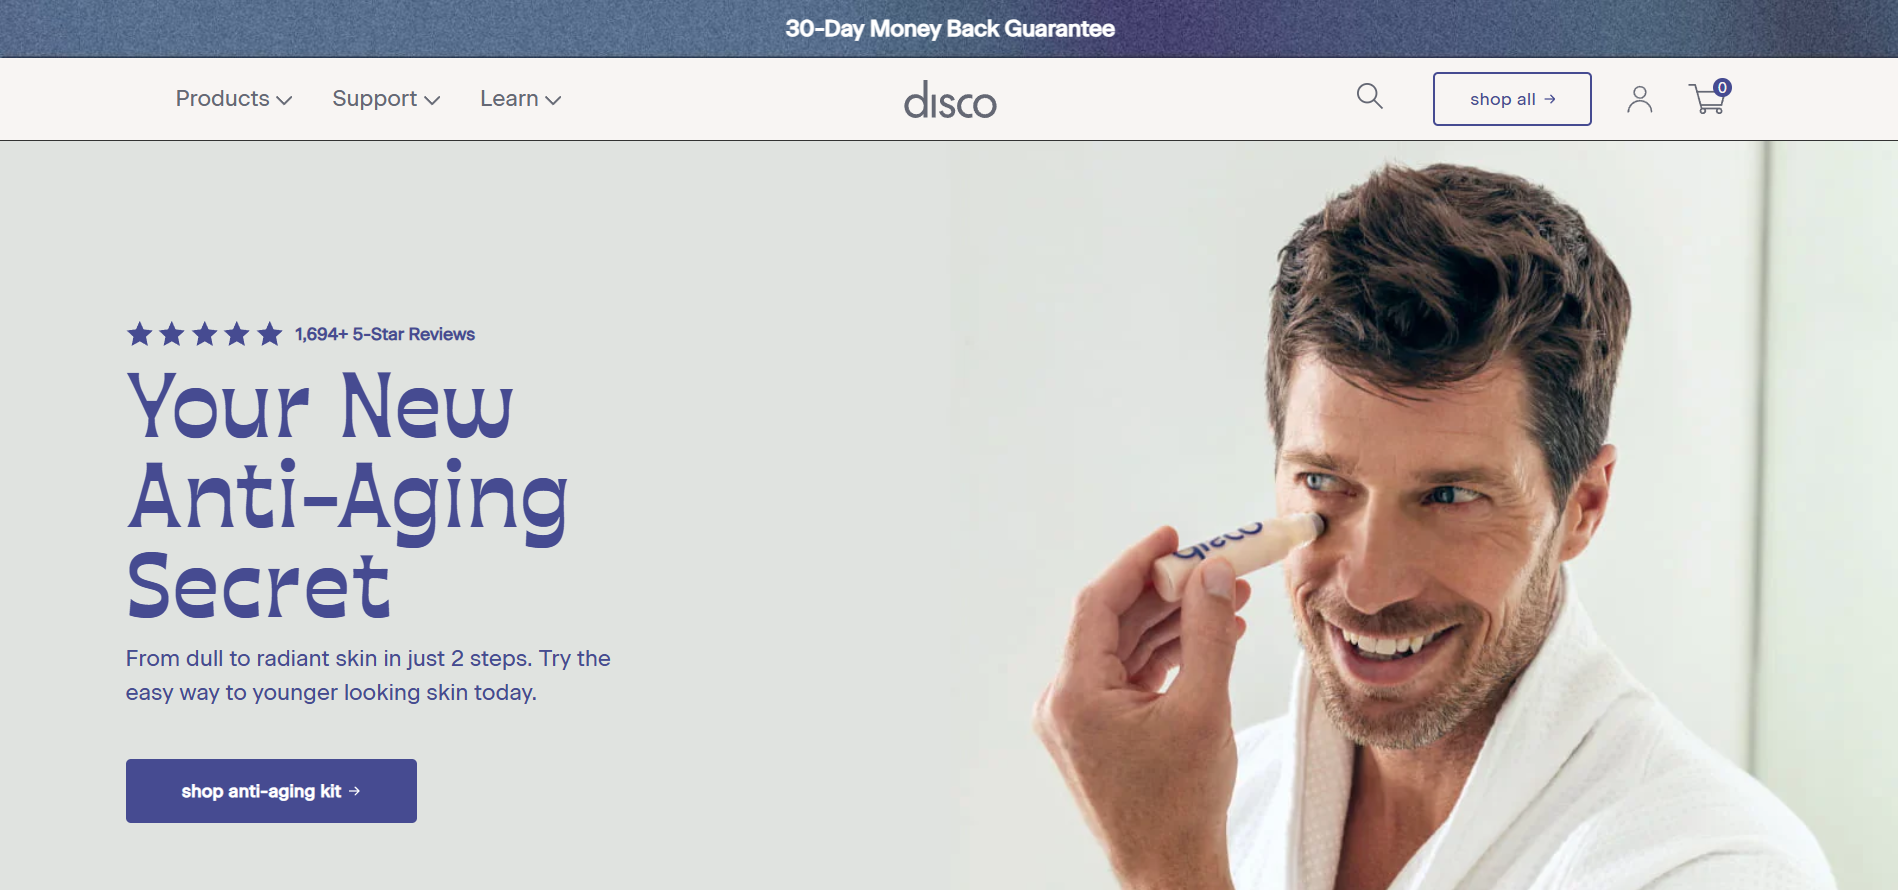 30-Day Money Back Guarantee
Products
Support
Learn
disco
shop all →
0
1,694+ 5-Star Reviews
Your New
Anti-Aging
Secret
From dull to radiant skin in just 2 steps. Try the
easy way to younger looking skin today.
shop anti-aging kit →
disco